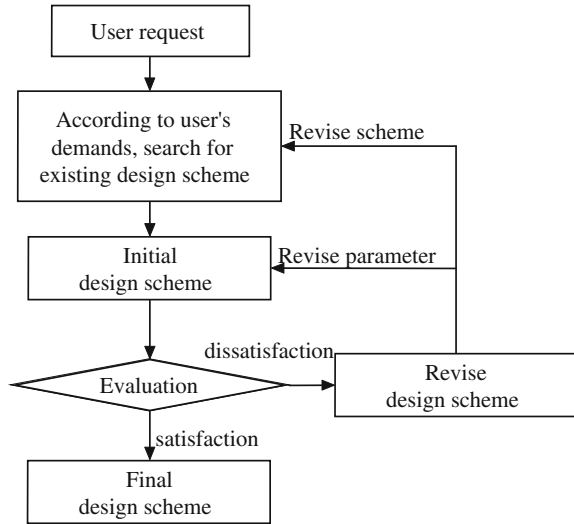 User request
According to user's
demands, search for
existing design scheme
Revise scheme
Initial
design scheme
Revise parameter
dissatisfaction
Evaluation
Revise
design scheme
satisfaction
Final
design scheme